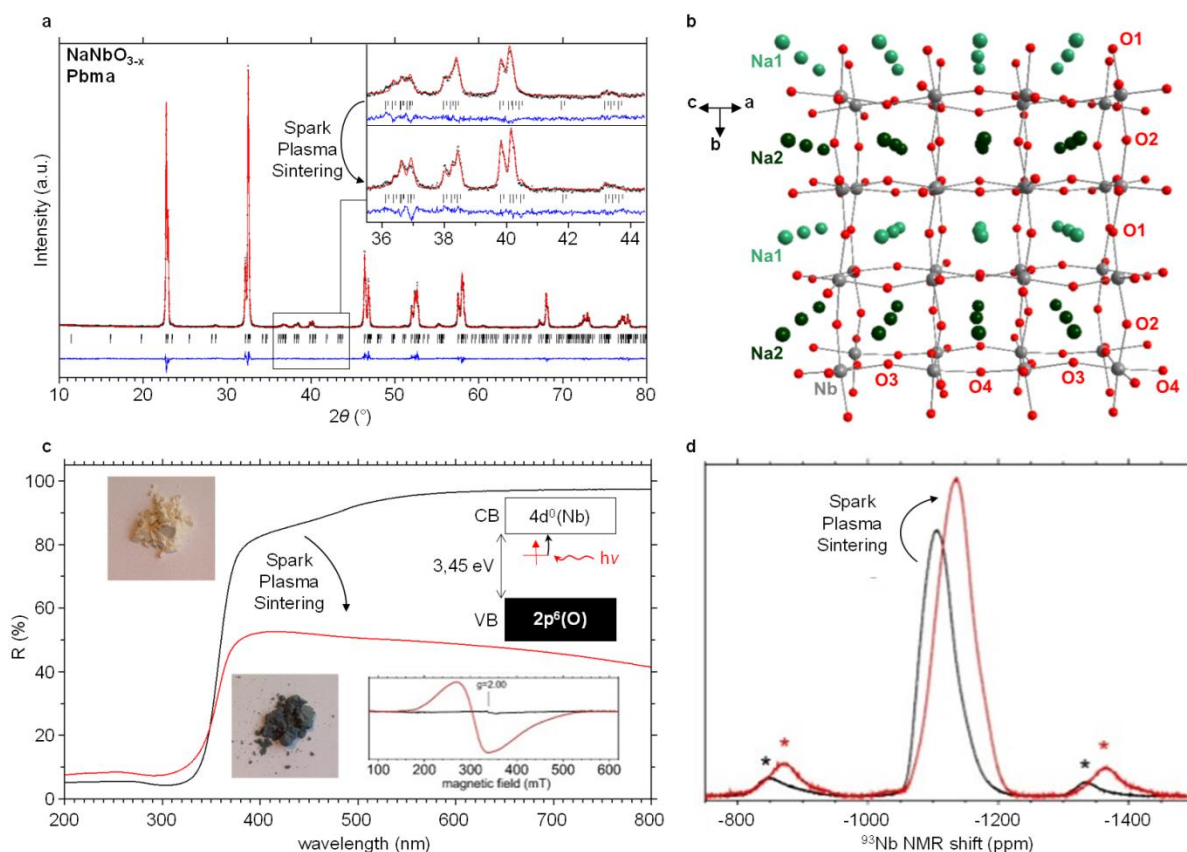 a
NaNbO3-x
Pbma
Spark
Plasma
Sintering
36
38
40
42
44
Intensity (a.u.)
10
20
30
40
50
60
70
80
2θ (°)
b
Na1
O1
c
a
b
Na2
O2
Na1
O1
Na2
O2
Nb
O3
O4
O3
O4
c
100
80
60
40
20
0
R (%)
Spark
Plasma
Sintering
CB
4d0(Nb)
3,45 eV
hν
VB
2p6(O)
g=2.00
100
200
300
400
500
600
magnetic field (mT)
200
300
400
500
600
700
800
wavelength (nm)
d
Spark
Plasma
Sintering
*
*
*
*
-800
-1000
-1200
-1400
93Nb NMR shift (ppm)